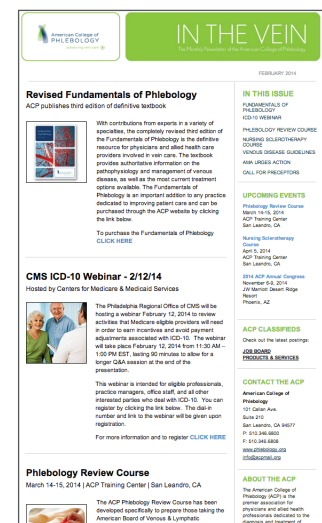 American College of
PHLEBOLOGY
IN THE VEIN
The Monthly Newsletter of the American College of Phlebology
FEBRUARY 2014
Revised Fundamentals of Phlebology
ACP publishes third edition of definitive textbook
With contributions from experts in a variety of
specialties, the completely revised third edition of
the Fundamentals of Phlebology is the definitive
resource for physicians and allied health care
providers involved in vein care. The textbook
provides authoritative information on the
pathophysiology and management of venous
disease, as well as the most current treatment
options available. The Fundamentals of
Phlebology is an important addition to any practice
dedicated to improving patient care and can be
purchased through the ACP website by clicking
the link below.
To purchase the Fundamentals of Phlebology
CLICK HERE
CMS ICD-10 Webinar - 2/12/14
Hosted by Centers for Medicare & Medicaid Services
The Philadelphia Regional Office of CMS will be
hosting a webinar February 12, 2014 to review
activities that Medicare eligible providers will need
in order to earn incentives and avoid payment
adjustments associated with ICD-10. The webinar
will take place February 12, 2014 from 11:30 AM –
1:00 PM EST, lasting 90 minutes to allow for a
longer Q&A session at the end of the
presentation.
This webinar is intended for eligible professionals,
practice managers, office staff, and all other
interested parties who deal with ICD-10. You can
register by clicking the link below. The dial-in
number and link to the webinar will be given upon
registration.
For more information and to register CLICK HERE
Phlebology Review Course
March 14-15, 2014 | ACP Training Center | San Leandro, CA
The ACP Phlebology Review Course has been
developed specifically to prepare those taking the
American Board of Venous & Lymphatic
IN THIS ISSUE
FUNDAMENTALS OF
PHLEBOLOGY
ICD-10 WEBINAR
PHLEBOLOGY REVIEW COURSE
NURSING SCLEROTHERAPY
COURSE
VENOUS DISEASE GUIDELINES
AMA URGES ACTION
CALL FOR PRECEPTORS
UPCOMING EVENTS
Phlebology Review Course
March 14-15, 2014
ACP Training Center
San Leandro, CA
Nursing Sclerotherapy
Course
April 5, 2014
ACP Training Center
San Leandro, CA
2014 ACP Annual Congress
November 6-9, 2014
JW Marriott Desert Ridge
Resort
Phoenix, AZ
ACP CLASSIFIEDS
Check out the latest postings:
JOB BOARD
PRODUCTS & SERVICES
CONTACT THE ACP
American College of
Phlebology
101 Callan Ave.
Suite 210
San Leandro, CA 94577
P: 510.346.6800
F: 510.346.6808
www.phlebology.org
info@acpmail.org
ABOUT THE ACP
The American College of
Phlebology (ACP) is the
premier association for
physicians and allied health
professionals dedicated to the
diagnosis and treatment of